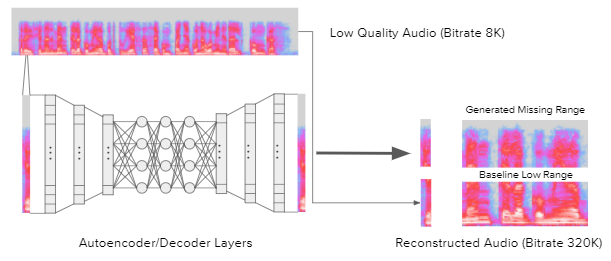 Low Quality Audio (Bitrate 8K)
Generated Missing Range
Baseline Low Range
Autoencoder/Decoder Layers
Reconstructed Audio (Bitrate 320K)